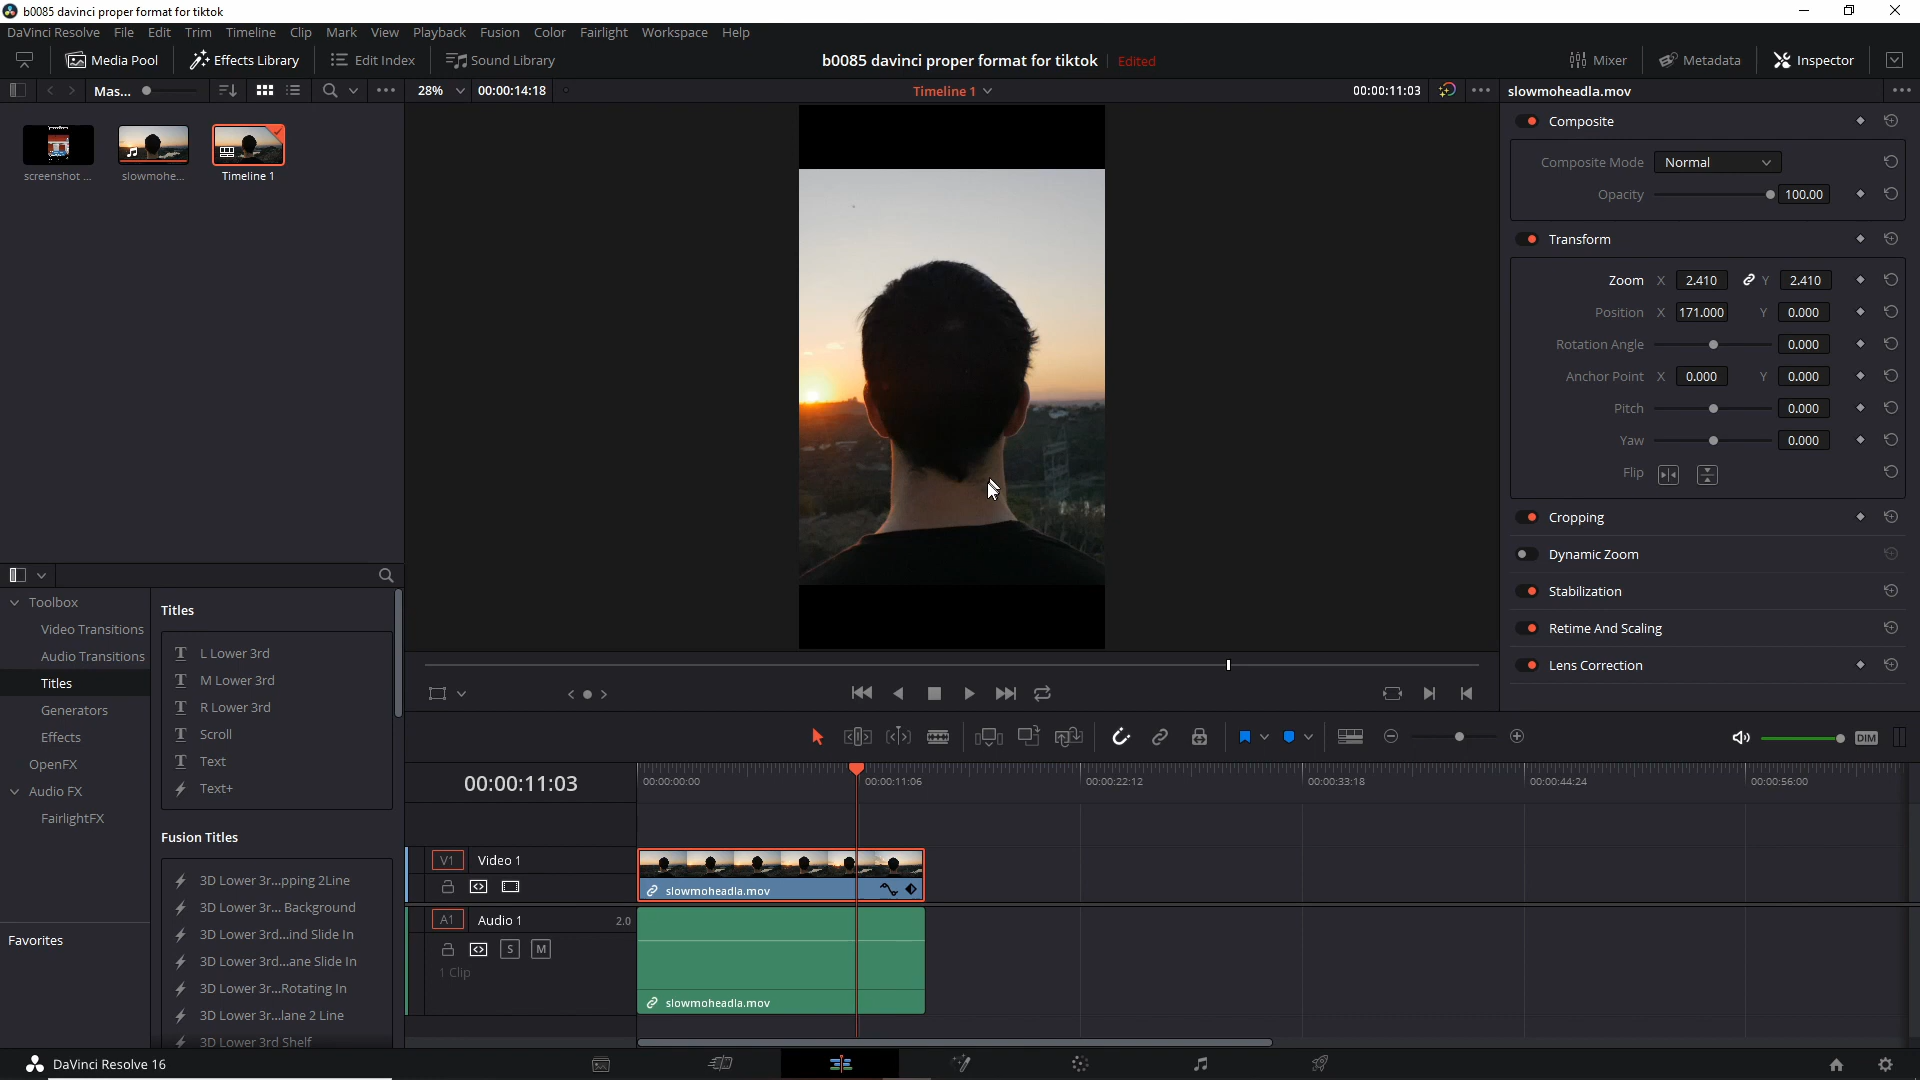 b0085 davinci proper format for tiktok
DaVinci Resolve File Edit Trim Timeline Clip Mark View Playback Fusion Color Fairlight Workspace Help
Media Pool Effects Library Edit Index Sound Library b0085 davinci proper format for tiktok Edited Mixer Metadata Inspector
Mas... 28% 00:00:14:18 Timeline 1 00:00:11:03 slowmoheadla.mov
screenshot ... slowmohe... Timeline 1
Composite
Composite Mode Normal
Opacity 100.00
Transform
Zoom X 2.410 Y 2.410
Position X 171.000 Y 0.000
Rotation Angle 0.000
Anchor Point X 0.000 Y 0.000
Pitch 0.000
Yaw 0.000
Flip
Cropping
Dynamic Zoom
Stabilization
Retime And Scaling
Lens Correction
Toolbox
Video Transitions
Audio Transitions
Titles
Generators
Effects
OpenFX
Audio FX
FairlightFX
Favorites
Titles
L Lower 3rd
M Lower 3rd
R Lower 3rd
Scroll
Text
Text+
Fusion Titles
3D Lower 3r...pping 2Line
3D Lower 3r... Background
3D Lower 3rd...ind Slide In
3D Lower 3rd...ane Slide In
3D Lower 3r...Rotating In
3D Lower 3r...lane 2 Line
3D Lower 3rd Shelf
DIM
00:00:11:03 00:00:00:00 00:00:11:06 00:00:22:12 00:00:33:18 00:00:44:24 00:00:56:00
V1 Video 1
slowmoheadla.mov
A1 Audio 1 2.0
S M
1 Clip
slowmoheadla.mov
DaVinci Resolve 16